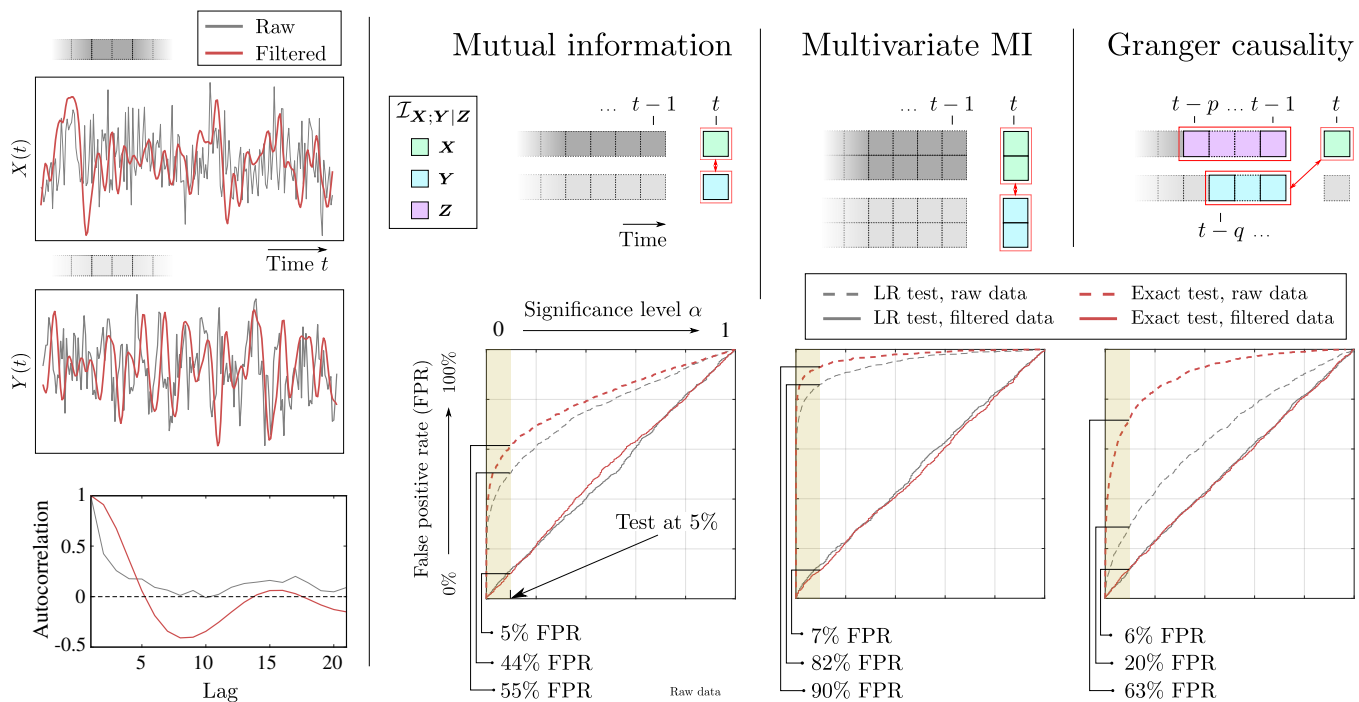 Raw
Filtered
X(t)
Time t
Y(t)
Autocorrelation
1
0.5
0
-0.5
5
10
15
20
Lag
Mutual information
Multivariate MI
Granger causality
𝓘X;Y|Z
X
Y
Z
... t − 1
t
Time
... t − 1
t
t − p ... t − 1
t
t − q ...
LR test, raw data
LR test, filtered data
Exact test, raw data
Exact test, filtered data
Significance level α
0
1
False positive rate (FPR)
0%
100%
Test at 5%
5% FPR
44% FPR
55% FPR
Raw data
7% FPR
82% FPR
90% FPR
6% FPR
20% FPR
63% FPR